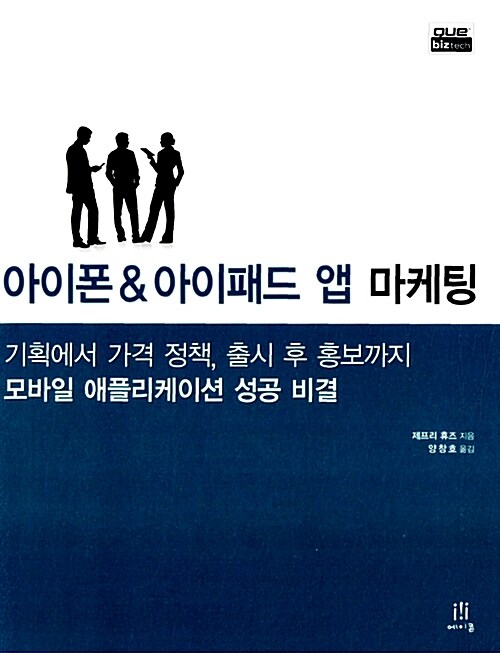 que®
biztech
아이폰 & 아이패드 앱 마케팅
기획에서 가격 정책, 출시 후 홍보까지
모바일 애플리케이션 성공 비결
제프리 휴즈 지음
양창호 옮김
에이콘